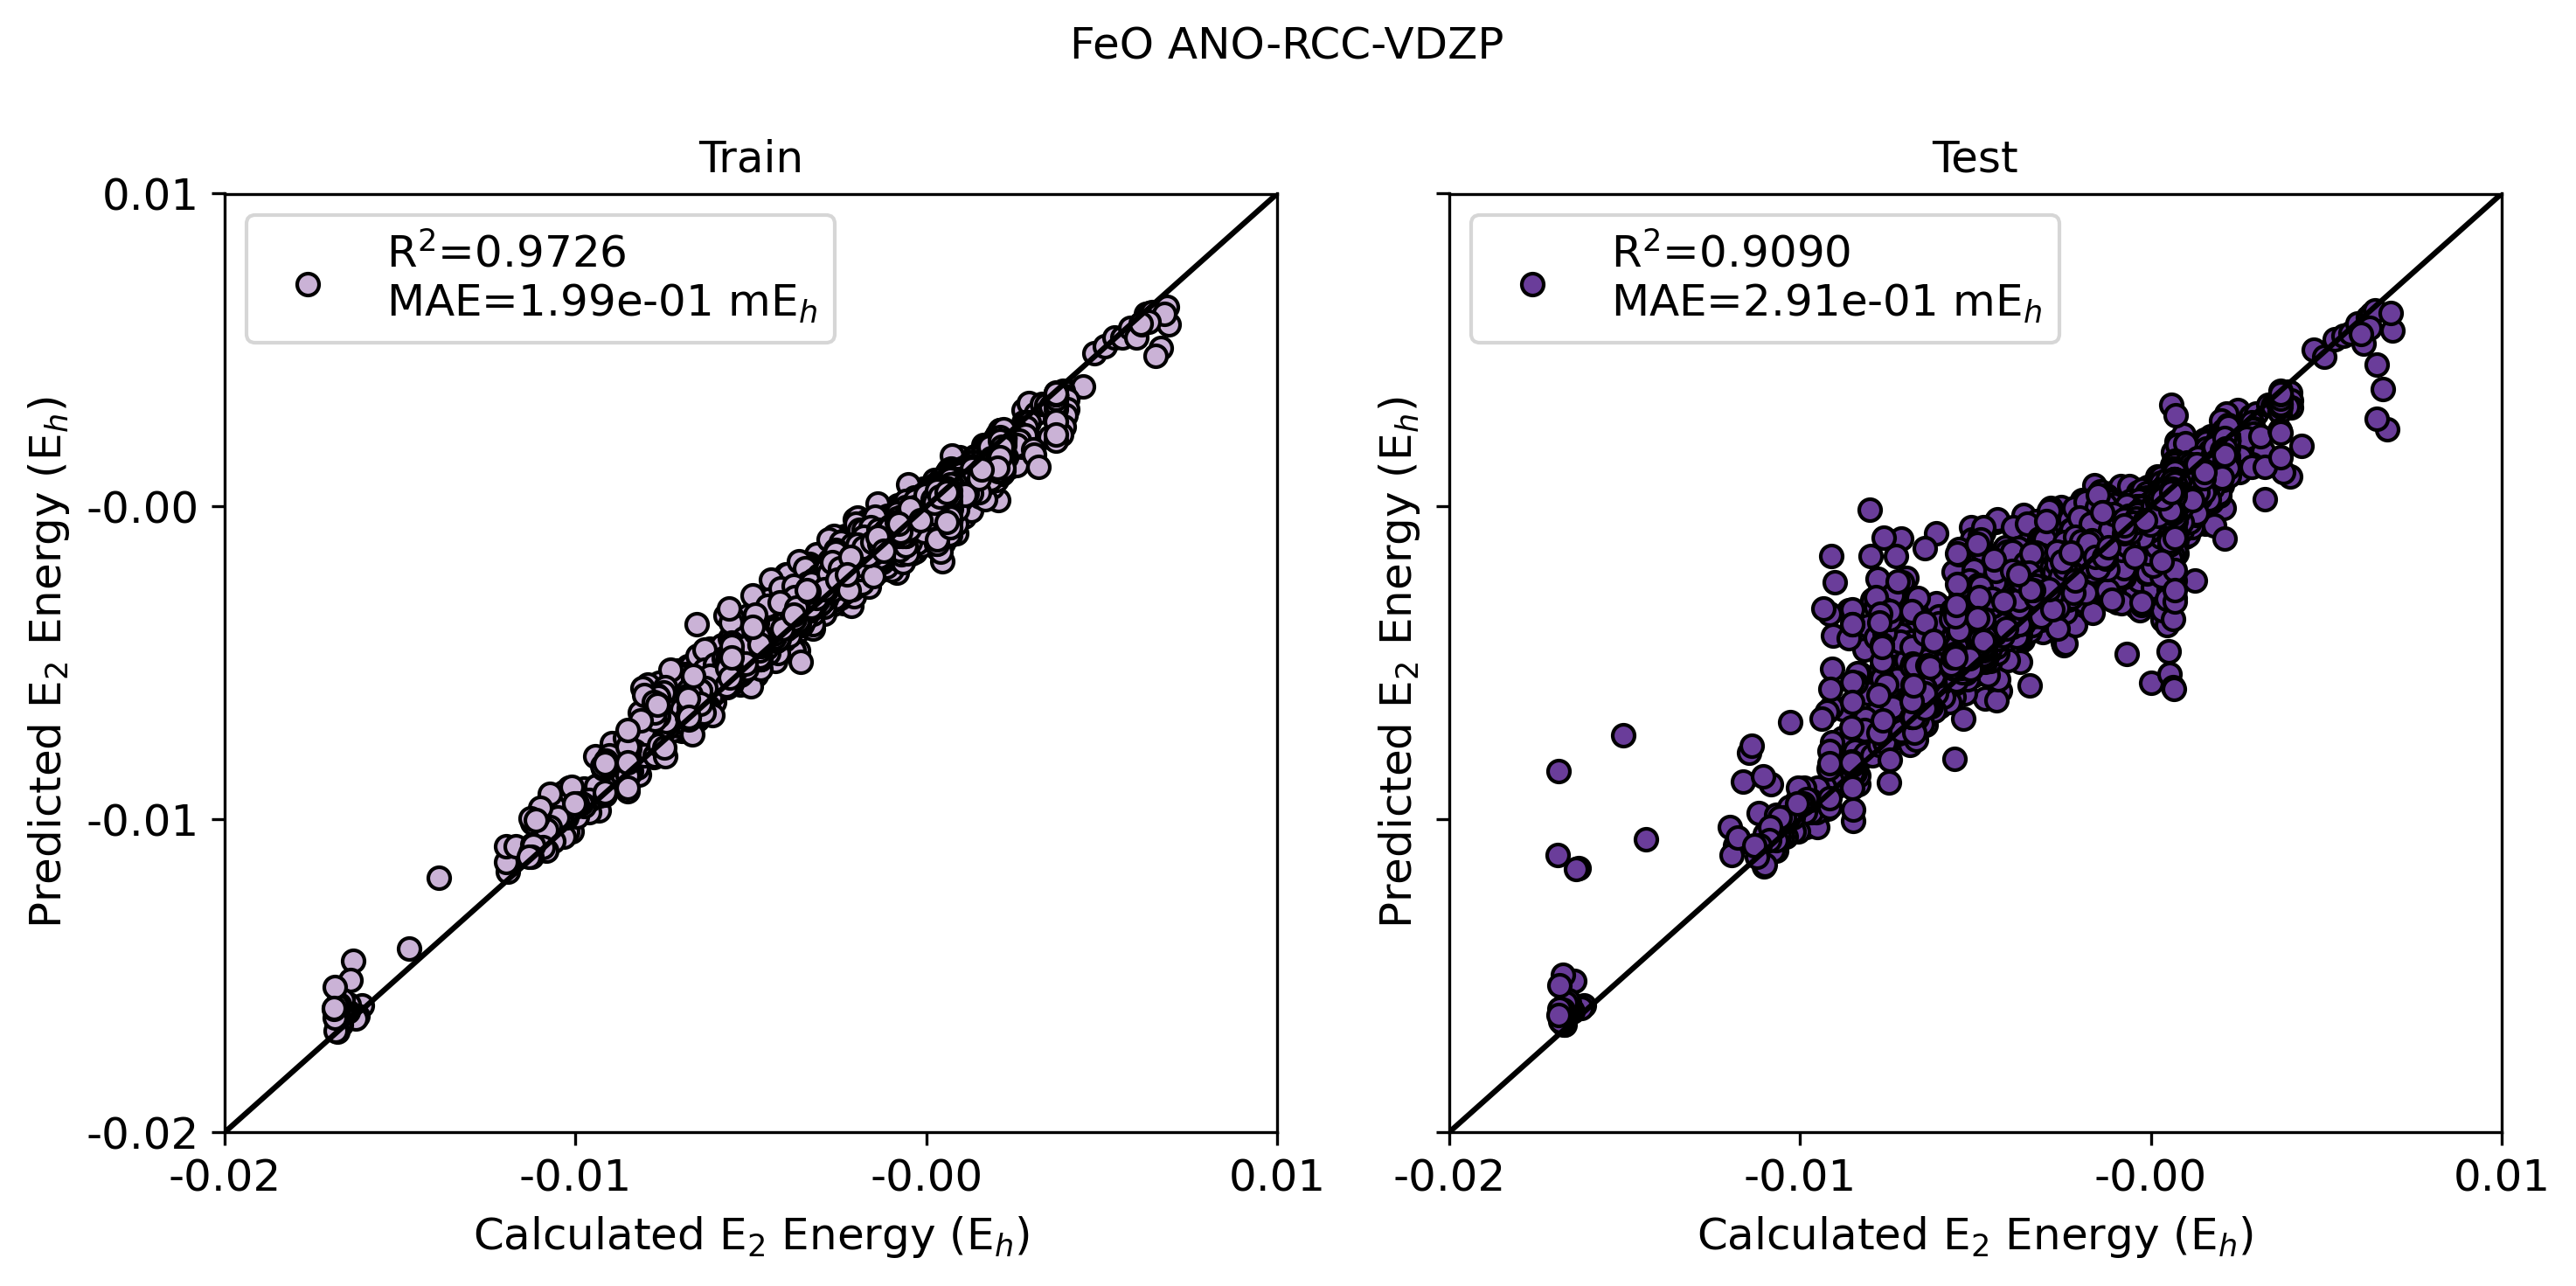 FeO ANO-RCC-VDZP
Train
R²=0.9726
MAE=1.99e-01 mEₕ
0.01
-0.00
-0.01
-0.02
Predicted E₂ Energy (Eₕ)
-0.02
-0.01
-0.00
0.01
Calculated E₂ Energy (Eₕ)
Test
R²=0.9090
MAE=2.91e-01 mEₕ
Predicted E₂ Energy (Eₕ)
-0.02
-0.01
-0.00
0.01
Calculated E₂ Energy (Eₕ)